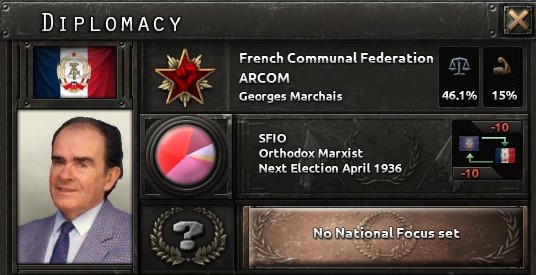 DIPLOMACY
French Communal Federation
ARCOM
Georges Marchais
46.1% 15%
SFIO
Orthodox Marxist
Next Election April 1936
-10
-10
?
No National Focus set